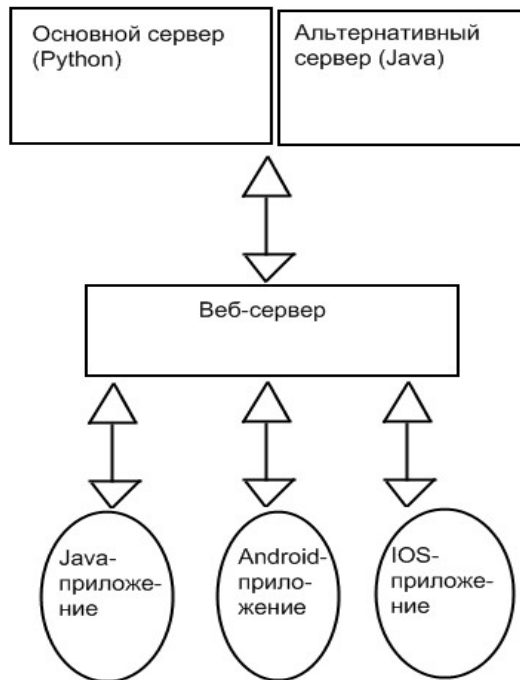 Основной сервер
(Python)
Альтернативный
сервер (Java)
Веб-сервер
Java-
приложе-
ние
Android-
прило-
жение
IOS-
приложе-
ние